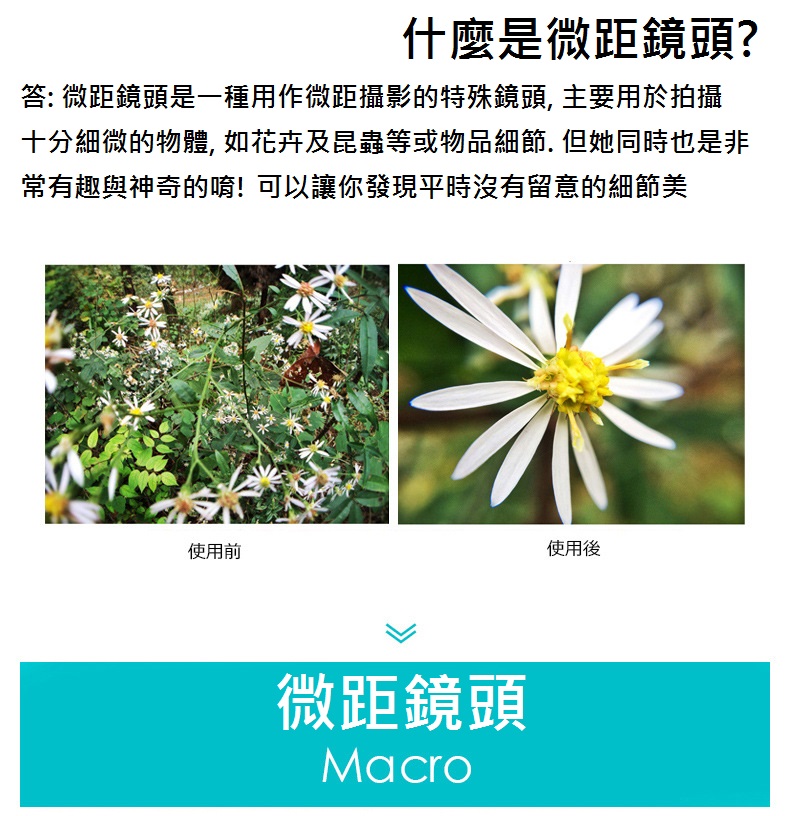 什麼是微距鏡頭?
答: 微距鏡頭是一種用作微距攝影的特殊鏡頭, 主要用於拍攝
十分細微的物體, 如花卉及昆蟲等或物品細節. 但她同時也是非
常有趣與神奇的唷! 可以讓你發現平時沒有留意的細節美
使用前
使用後
微距鏡頭
Macro